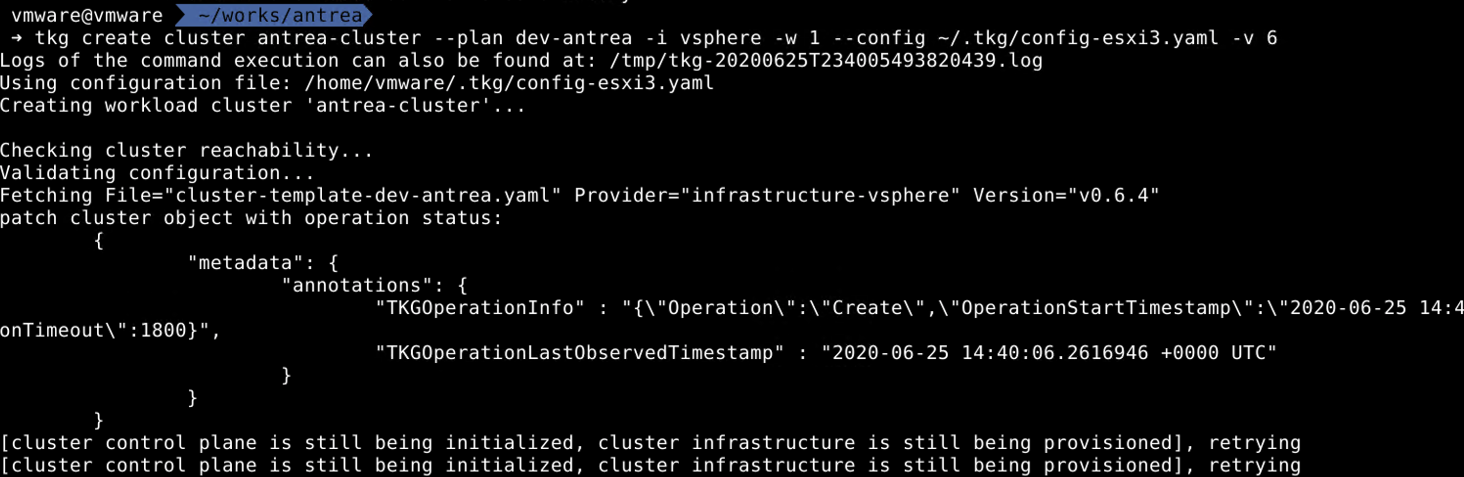 vmware@vmware ~/works/antrea
➜ tkg create cluster antrea-cluster --plan dev-antrea -i vsphere -w 1 --config ~/.tkg/config-esxi3.yaml -v 6
Logs of the command execution can also be found at: /tmp/tkg-20200625T234005493820439.log
Using configuration file: /home/vmware/.tkg/config-esxi3.yaml
Creating workload cluster 'antrea-cluster'...
Checking cluster reachability...
Validating configuration...
Fetching File="cluster-template-dev-antrea.yaml" Provider="infrastructure-vsphere" Version="v0.6.4"
patch cluster object with operation status:
{
"metadata": {
"annotations": {
"TKGOperationInfo" : "{\"Operation\":\"Create\",\"OperationStartTimestamp\":\"2020-06-25 14:4
onTimeout\":1800}",
"TKGOperationLastObservedTimestamp" : "2020-06-25 14:40:06.2616946 +0000 UTC"
}
}
}
[cluster control plane is still being initialized, cluster infrastructure is still being provisioned], retrying
[cluster control plane is still being initialized, cluster infrastructure is still being provisioned], retrying